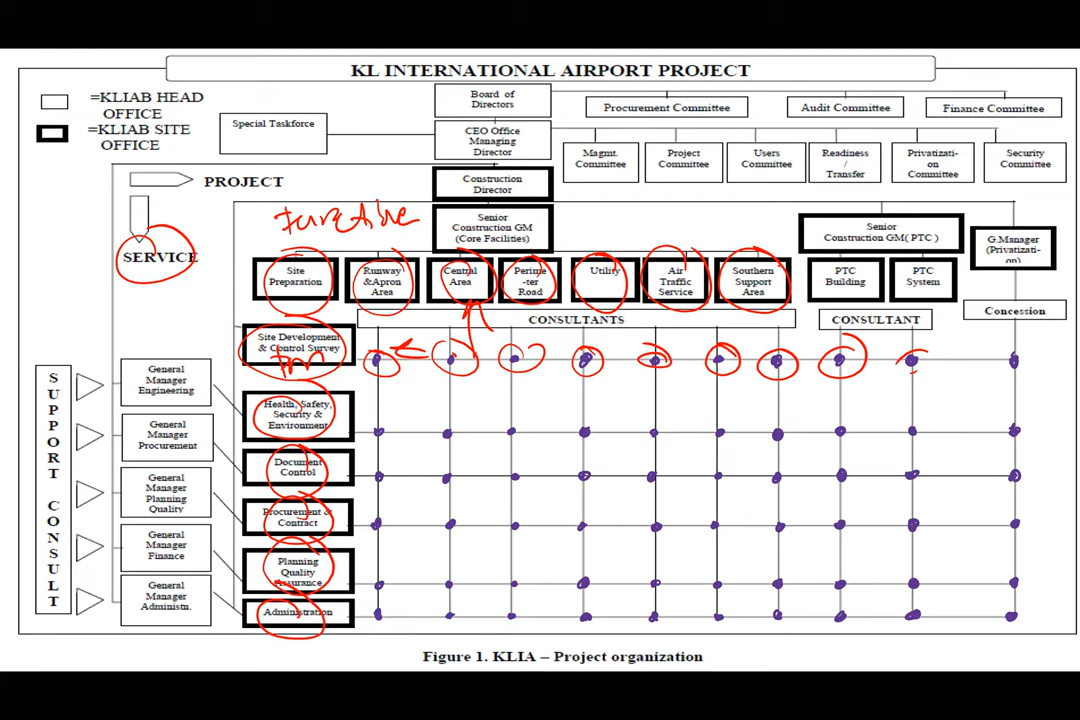 KL INTERNATIONAL AIRPORT PROJECT
=KLIAB HEAD
OFFICE
=KLIAB SITE
OFFICE
Special Taskforce
Board of
Directors
CEO Office
Managing
Director
Procurement Committee
Audit Committee
Finance Committee
Magmt.
Committee
Project
Committee
Users
Committee
Readiness
/
Transfer
Privatizati-
on
Committee
Security
Committee
PROJECT
SERVICE
Construction
Director
Senior
Construction GM
(Core Facilities)
Senior
Construction GM( PTC )
G.Manager
(Privatizati-
on)
Site
Preparation
Runway
&Apron
Area
Central
Area
Perime
-ter
Road
Utility
Air
Traffic
Service
Southern
Support
Area
PTC
Building
PTC
System
Concession
CONSULTANTS
CONSULTANT
Site Development
& Control Survey
Health, Safety,
Security &
Environment
Document
Control
Procurement &
Contract
Planning
Quality
Assurance
Administration
SUPPORT CONSULT
General
Manager
Engineering
General
Manager
Procurement
General
Manager
Planning
Quality
General
Manager
Finance
General
Manager
Administn.
Figure 1. KLIA – Project organization